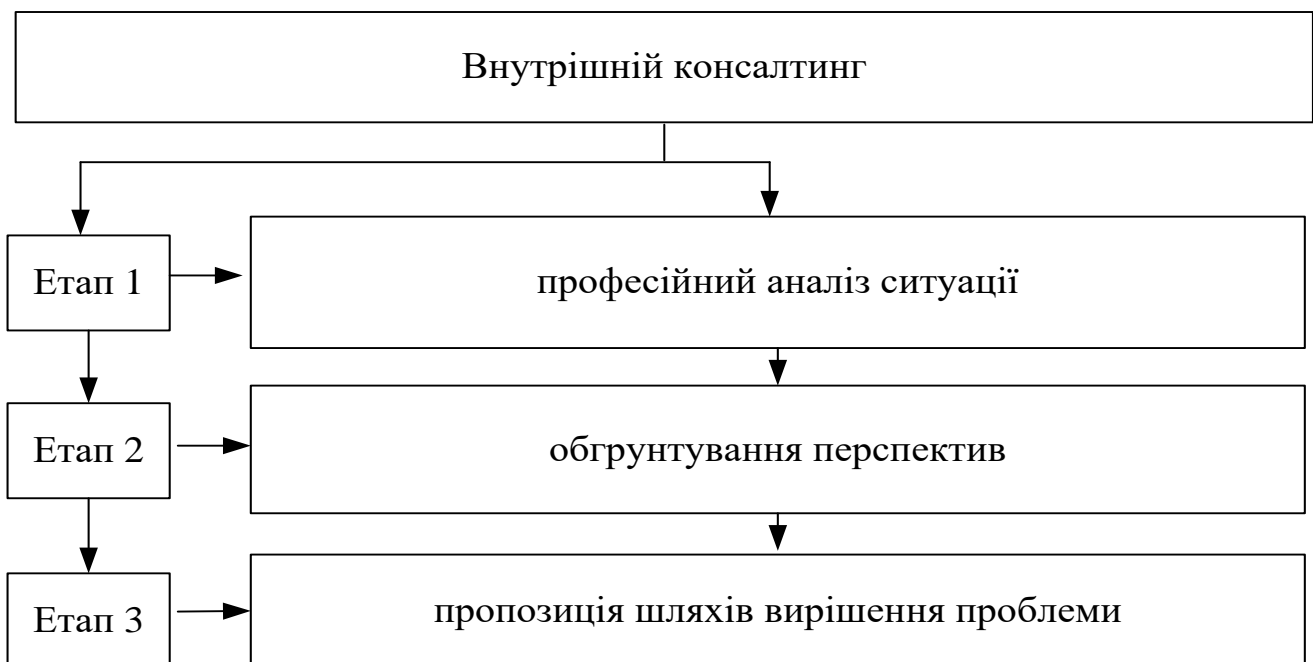 Внутрішній консалтинг
Етап 1
професійний аналіз ситуації
Етап 2
обгрунтування перспектив
Етап 3
пропозиція шляхів вирішення проблеми